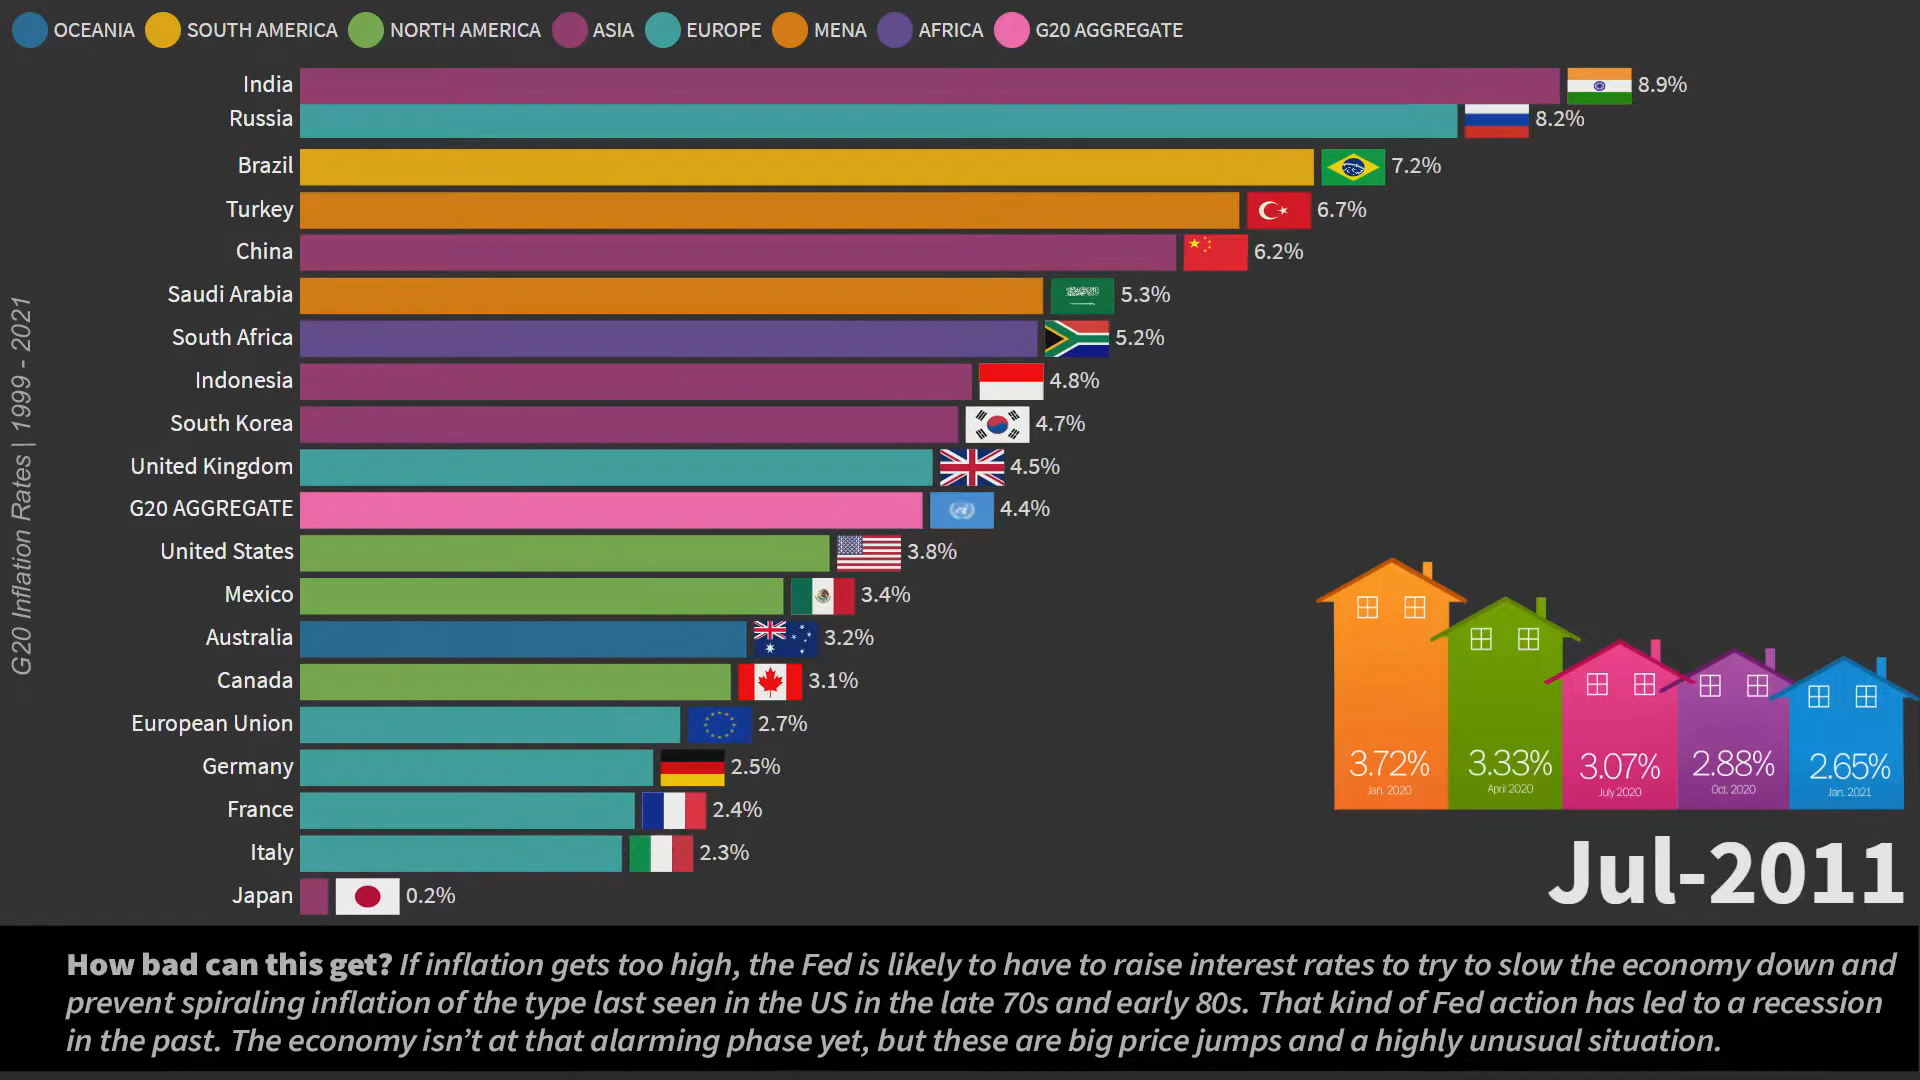 OCEANIA SOUTH AMERICA NORTH AMERICA ASIA EUROPE MENA AFRICA G20 AGGREGATE
G20 Inflation Rates | 1999 - 2021
India 8.9%
Russia 8.2%
Brazil 7.2%
Turkey 6.7%
China 6.2%
Saudi Arabia 5.3%
South Africa 5.2%
Indonesia 4.8%
South Korea 4.7%
United Kingdom 4.5%
G20 AGGREGATE 4.4%
United States 3.8%
Mexico 3.4%
Australia 3.2%
Canada 3.1%
European Union 2.7%
Germany 2.5%
France 2.4%
Italy 2.3%
Japan 0.2%
3.72% 3.33% 3.07% 2.88% 2.65%
Jan. 2020 April 2020 July 2020 Oct. 2020 Jan. 2021
Jul-2011
How bad can this get? If inflation gets too high, the Fed is likely to have to raise interest rates to try to slow the economy down and
prevent spiraling inflation of the type last seen in the US in the late 70s and early 80s. That kind of Fed action has led to a recession
in the past. The economy isn’t at that alarming phase yet, but these are big price jumps and a highly unusual situation.